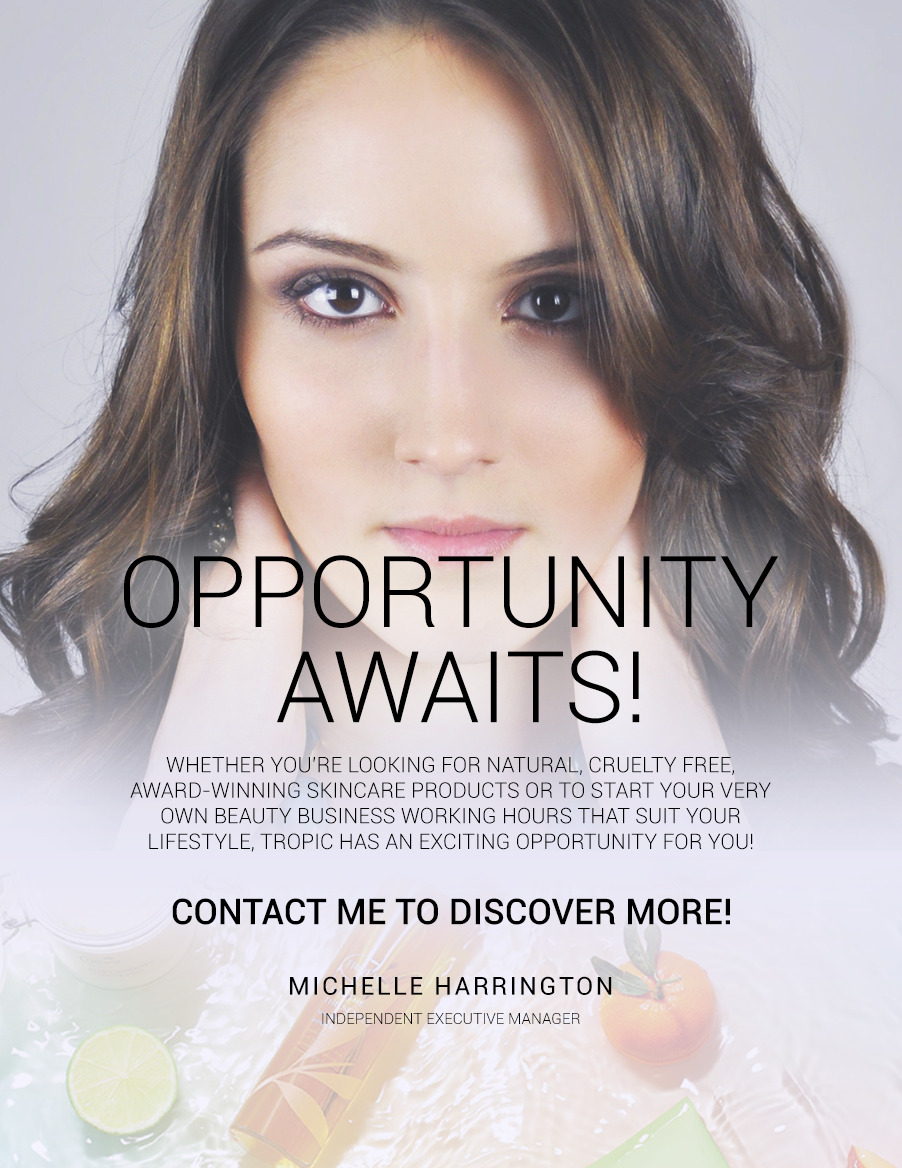 OPPORTUNITY
AWAITS!
WHETHER YOU'RE LOOKING FOR NATURAL, CRUELTY FREE,
AWARD-WINNING SKINCARE PRODUCTS OR TO START YOUR VERY
OWN BEAUTY BUSINESS WORKING HOURS THAT SUIT YOUR
LIFESTYLE, TROPIC HAS AN EXCITING OPPORTUNITY FOR YOU!
CONTACT ME TO DISCOVER MORE!
MICHELLE HARRINGTON
INDEPENDENT EXECUTIVE MANAGER